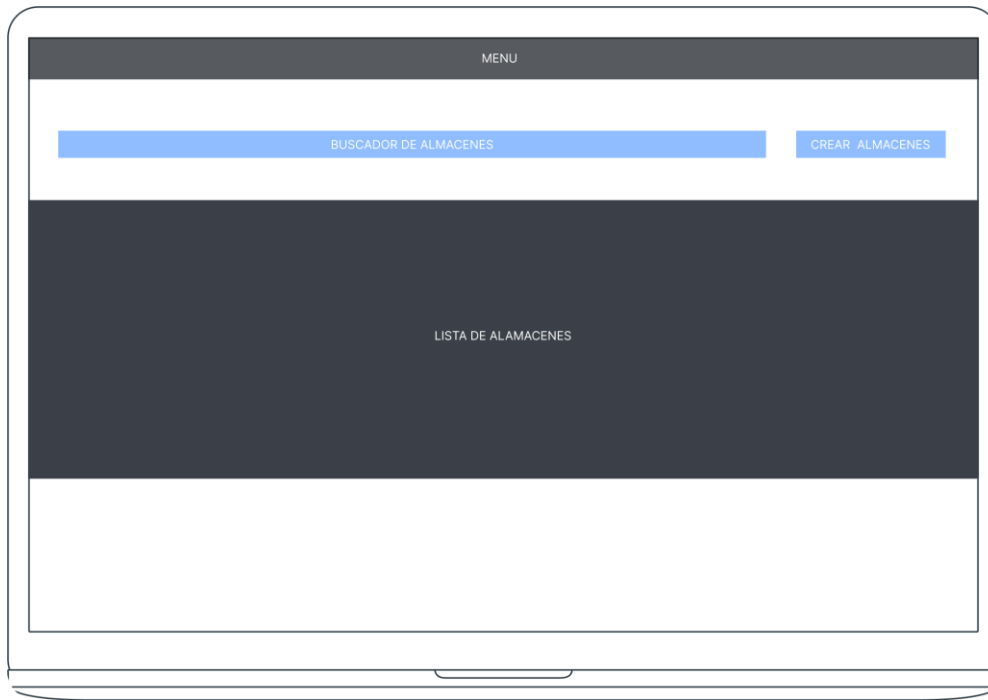 MENU
BUSCADOR DE ALMACENES
CREAR ALMACENES
LISTA DE ALAMACENES